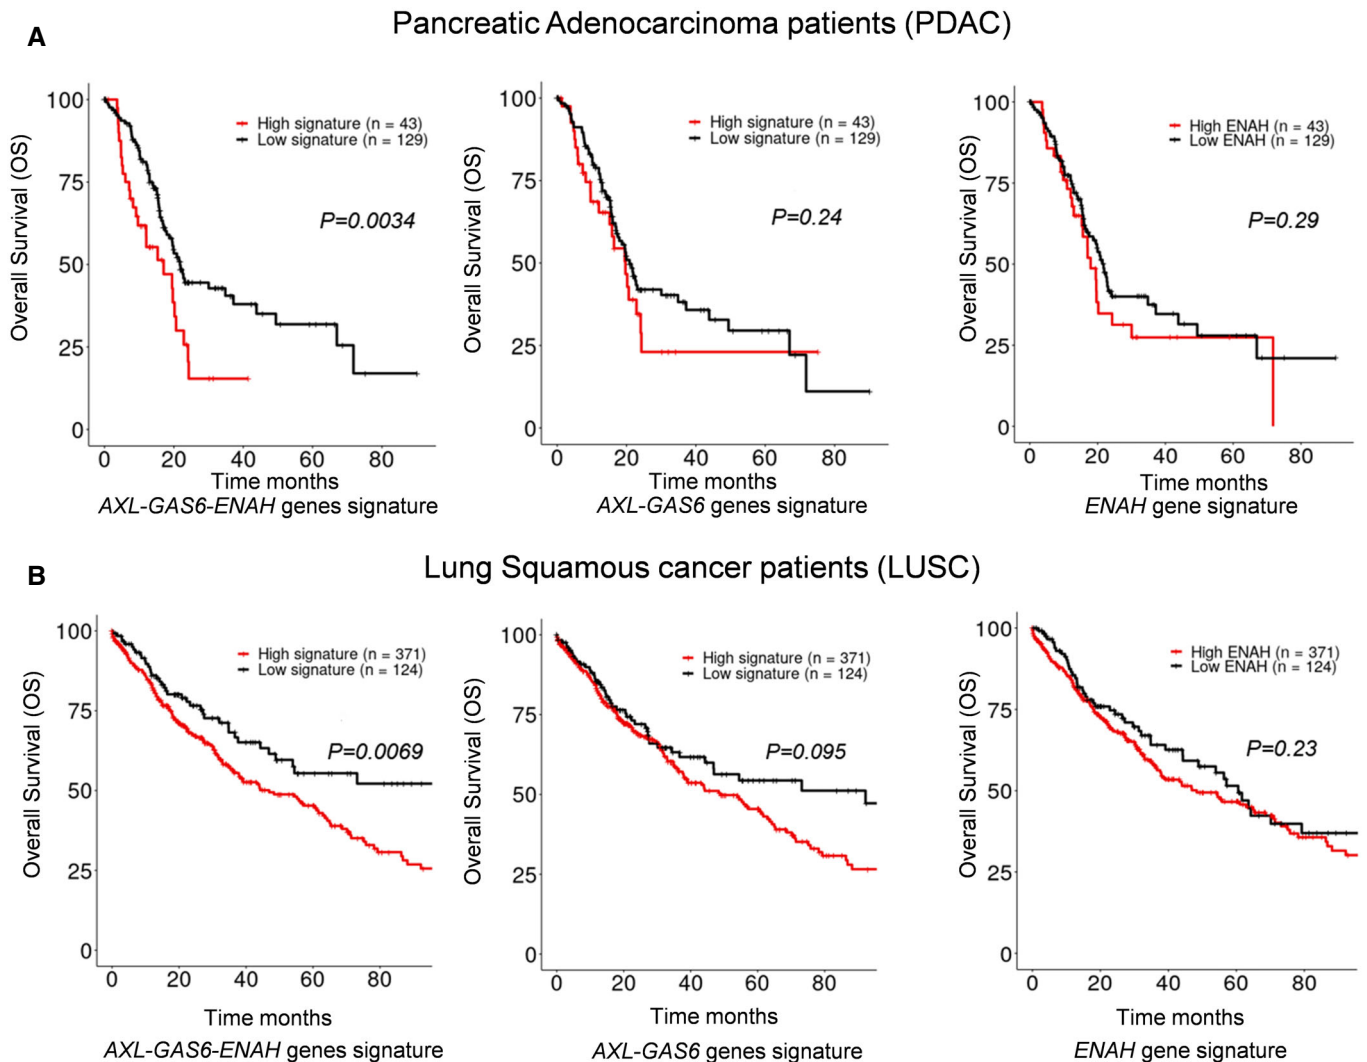 A
Pancreatic Adenocarcinoma patients (PDAC)
Overall Survival (OS)
100
75
50
25
0
High signature (n = 43)
Low signature (n = 129)
P=0.0034
0 20 40 60 80
Time months
AXL-GAS6-ENAH genes signature
Overall Survival (OS)
100
75
50
25
0
High signature (n = 43)
Low signature (n = 129)
P=0.24
0 20 40 60 80
Time months
AXL-GAS6 genes signature
Overall Survival (OS)
100
75
50
25
0
High ENAH (n = 43)
Low ENAH (n = 129)
P=0.29
0 20 40 60 80
Time months
ENAH gene signature
B
Lung Squamous cancer patients (LUSC)
Overall Survival (OS)
100
75
50
25
0
High signature (n = 371)
Low signature (n = 124)
P=0.0069
0 20 40 60 80
Time months
AXL-GAS6-ENAH genes signature
Overall Survival (OS)
100
75
50
25
0
High signature (n = 371)
Low signature (n = 124)
P=0.095
0 20 40 60 80
Time months
AXL-GAS6 genes signature
Overall Survival (OS)
100
75
50
25
0
High ENAH (n = 371)
Low ENAH (n = 124)
P=0.23
0 20 40 60 80
Time months
ENAH gene signature